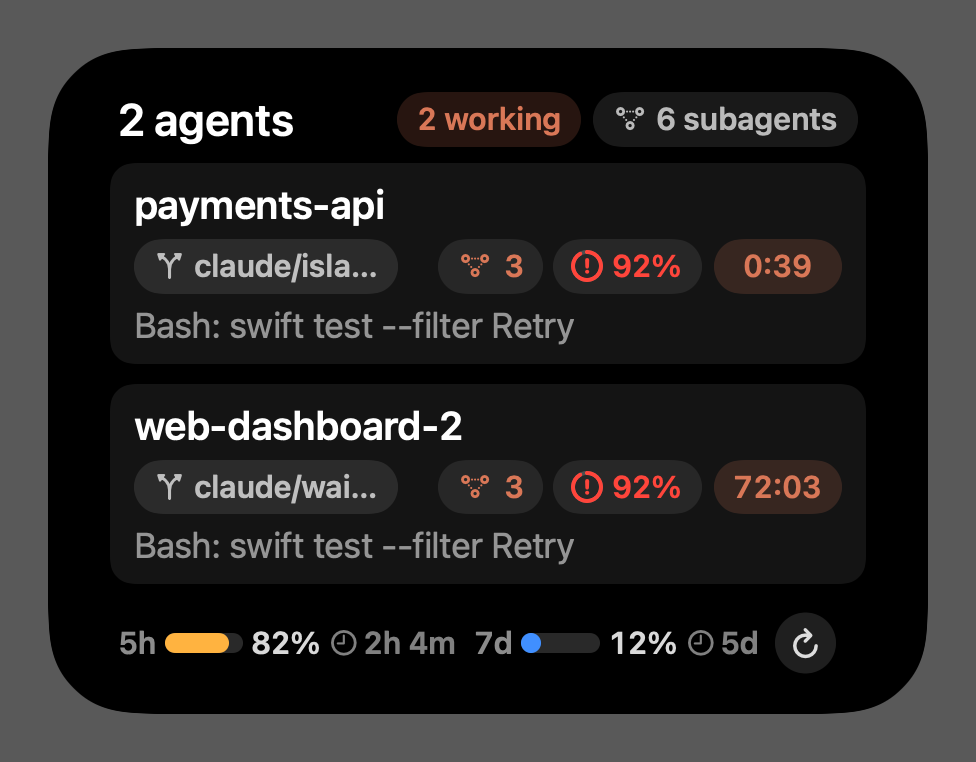 2 agents 2 working 6 subagents
payments-api
claude/isla... 3 92% 0:39
Bash: swift test --filter Retry
web-dashboard-2
claude/wai... 3 92% 72:03
Bash: swift test --filter Retry
5h 82% 2h 4m 7d 12% 5d